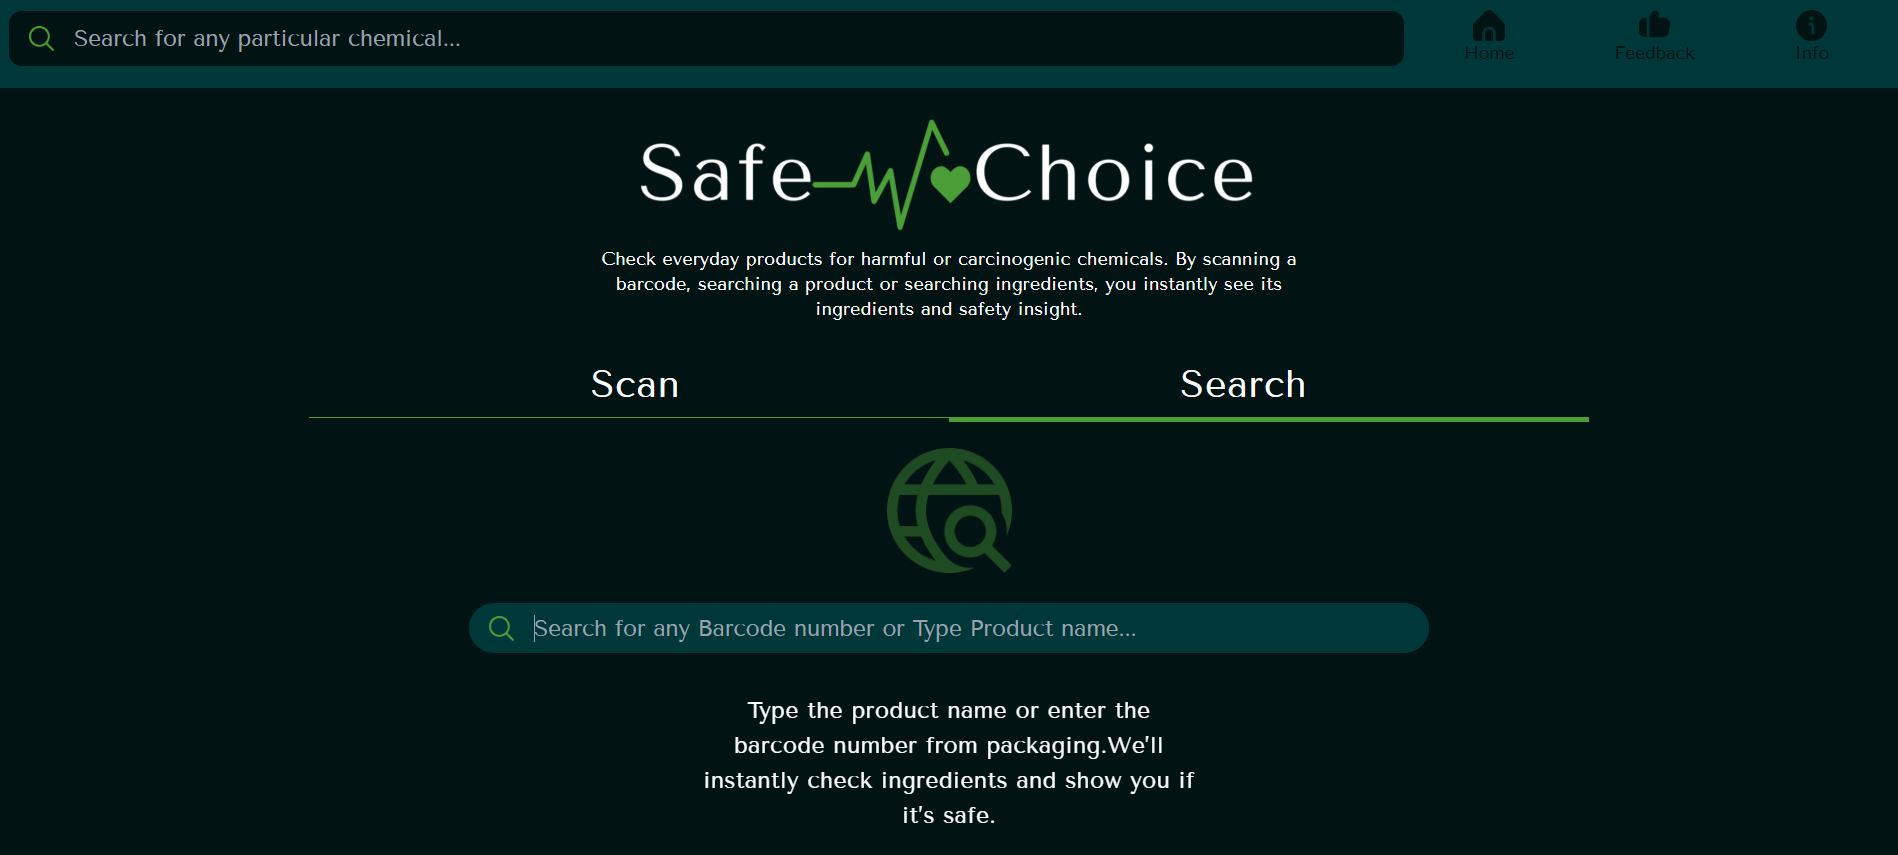 Search for any particular chemical...
Home
Feedback
Info
Safe Choice
Check everyday products for harmful or carcinogenic chemicals. By scanning a
barcode, searching a product or searching ingredients, you instantly see its
ingredients and safety insight.
Scan
Search
Search for any Barcode number or Type Product name...
Type the product name or enter the
barcode number from packaging.We'll
instantly check ingredients and show you if
it's safe.